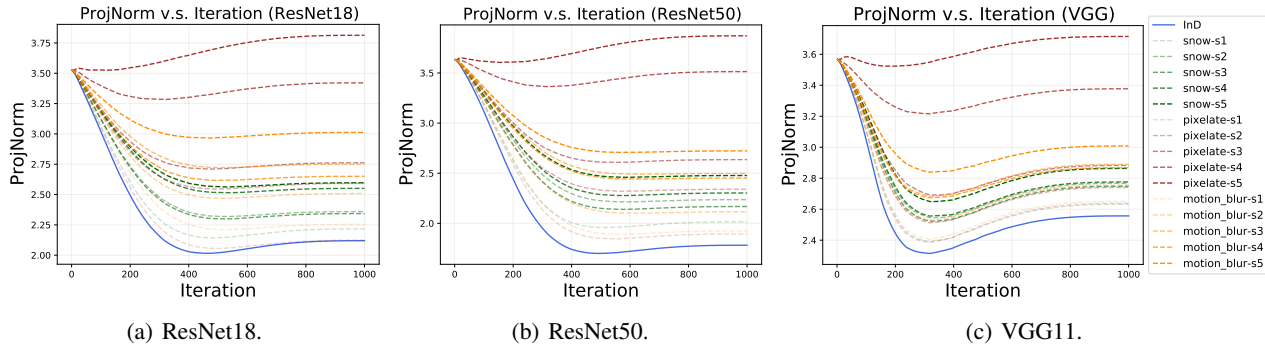 ProjNorm v.s. Iteration (ResNet18)
3.75
3.50
3.25
3.00
2.75
2.50
2.25
2.00
ProjNorm
0 200 400 600 800 1000
Iteration
(a) ResNet18.
ProjNorm v.s. Iteration (ResNet50)
3.5
3.0
2.5
2.0
ProjNorm
0 200 400 600 800 1000
Iteration
(b) ResNet50.
ProjNorm v.s. Iteration (VGG)
3.6
3.4
3.2
3.0
2.8
2.6
2.4
ProjNorm
0 200 400 600 800 1000
Iteration
(c) VGG11.
InD
snow-s1
snow-s2
snow-s3
snow-s4
snow-s5
pixelate-s1
pixelate-s2
pixelate-s3
pixelate-s4
pixelate-s5
motion_blur-s1
motion_blur-s2
motion_blur-s3
motion_blur-s4
motion_blur-s5